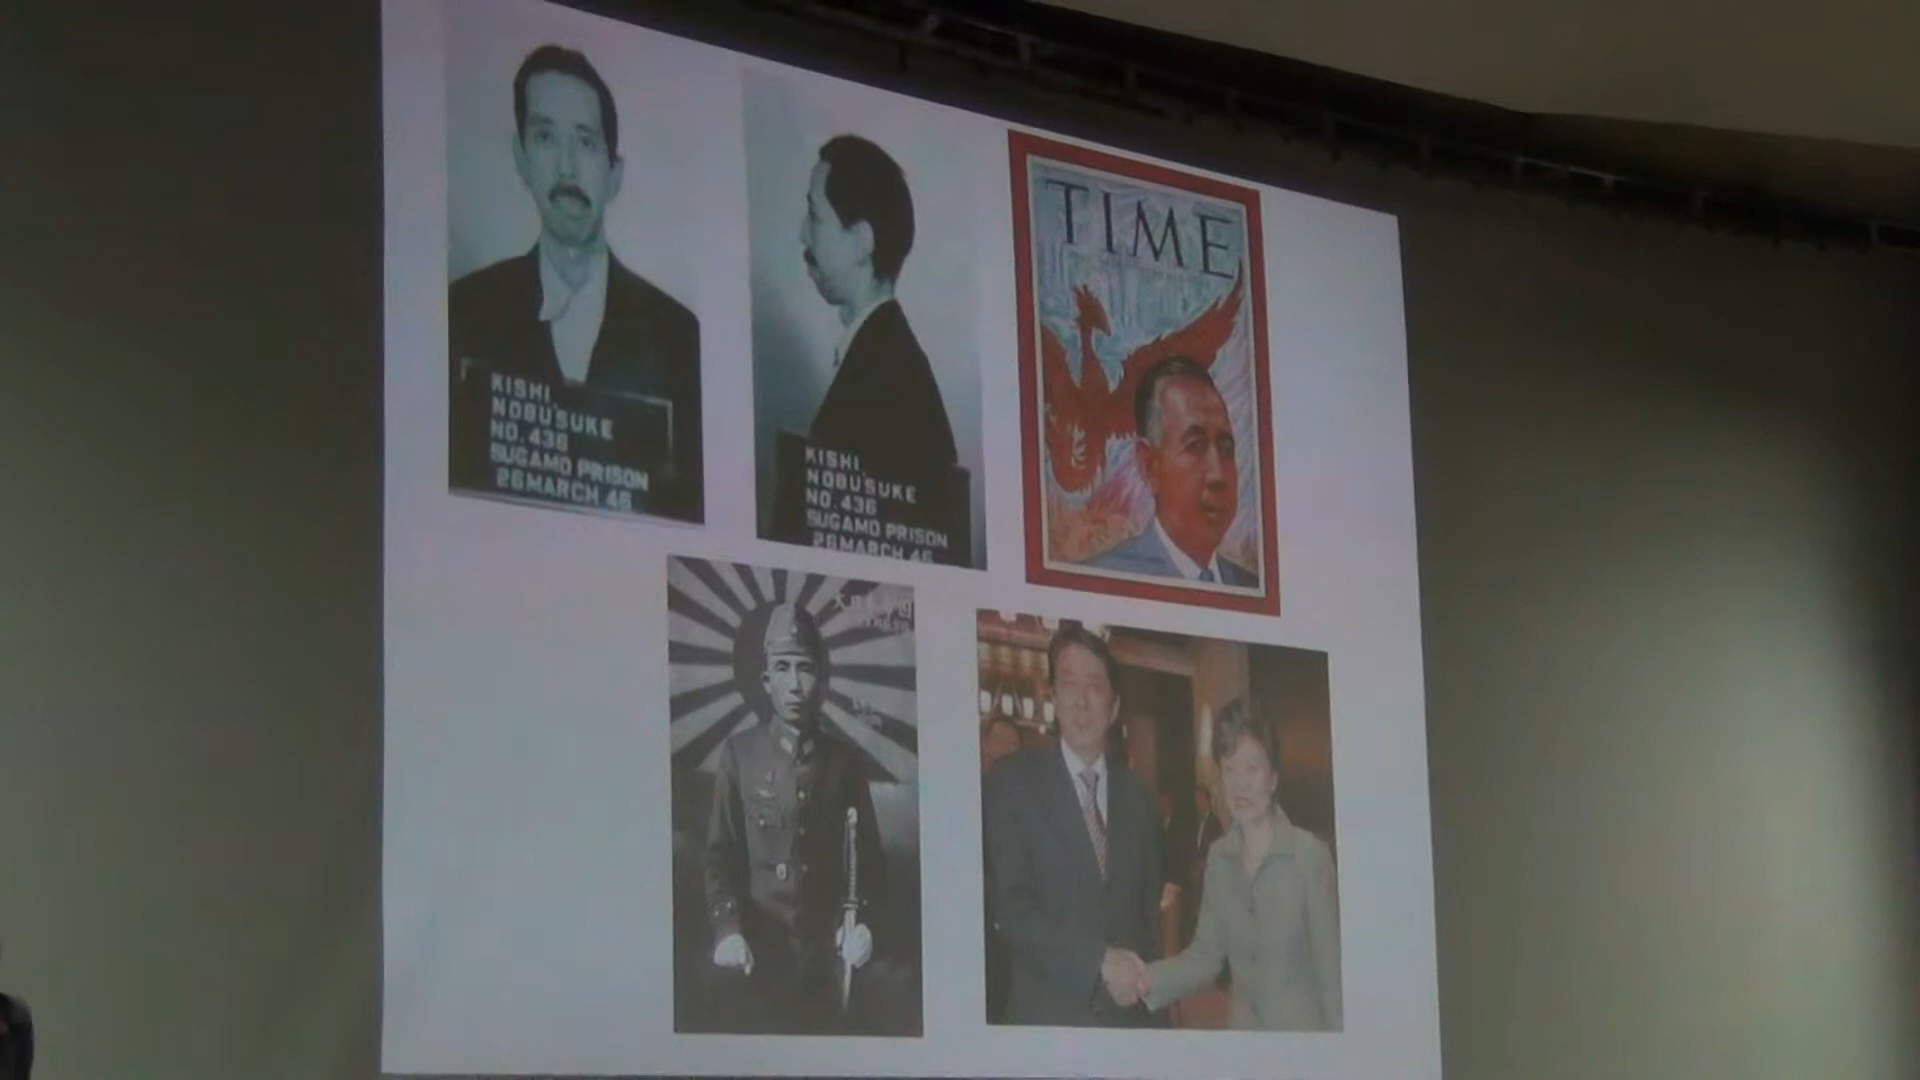 KISHI
NOBUSUKE
NO. 436
SUGAMO PRISON
26 MARCH 46
KISHI
NOBUSUKE
NO. 436
SUGAMO PRISON
26 MARCH 46
TIME